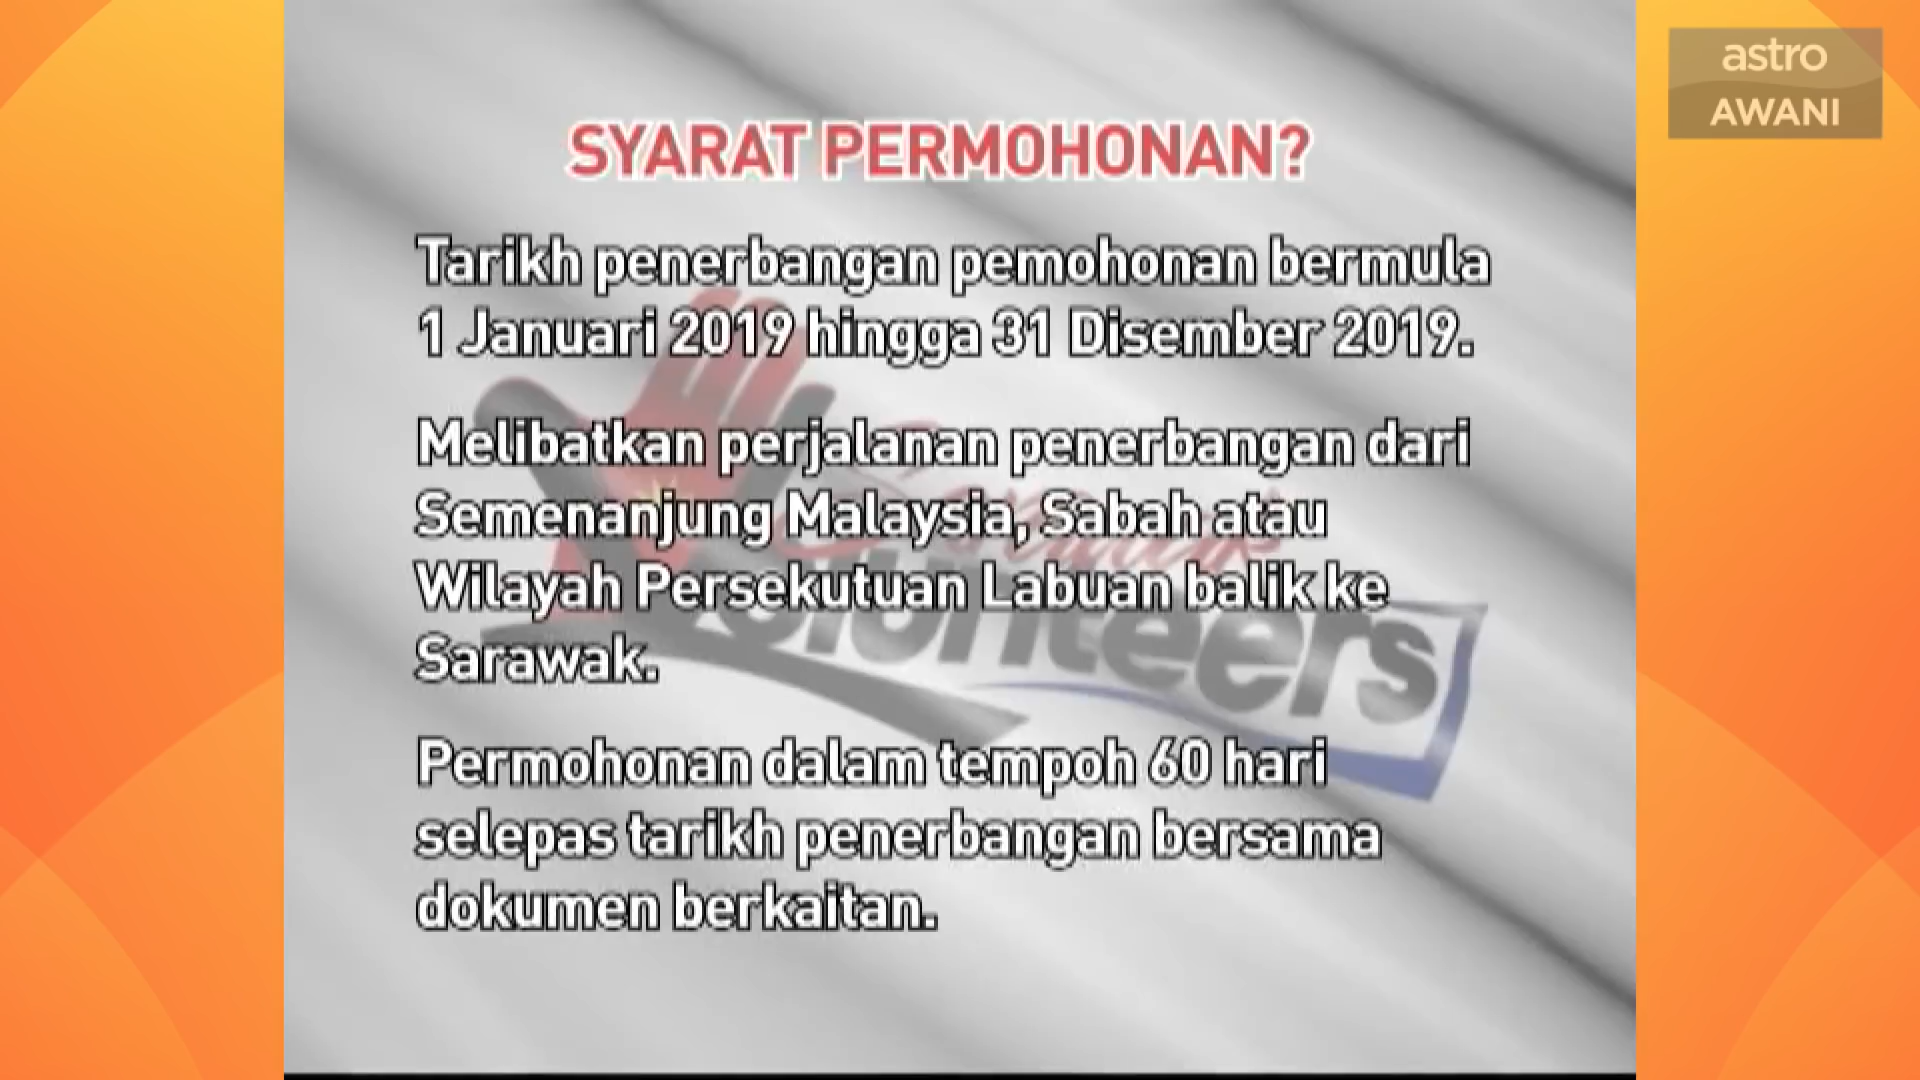 astro
AWANI
SYARAT PERMOHONAN?
Tarikh penerbangan pemohonan bermula
1 Januari 2019 hingga 31 Disember 2019.
Melibatkan perjalanan penerbangan dari
Semenanjung Malaysia, Sabah atau
Wilayah Persekutuan Labuan balik ke
Sarawak.
Permohonan dalam tempoh 60 hari
selepas tarikh penerbangan bersama
dokumen berkaitan.